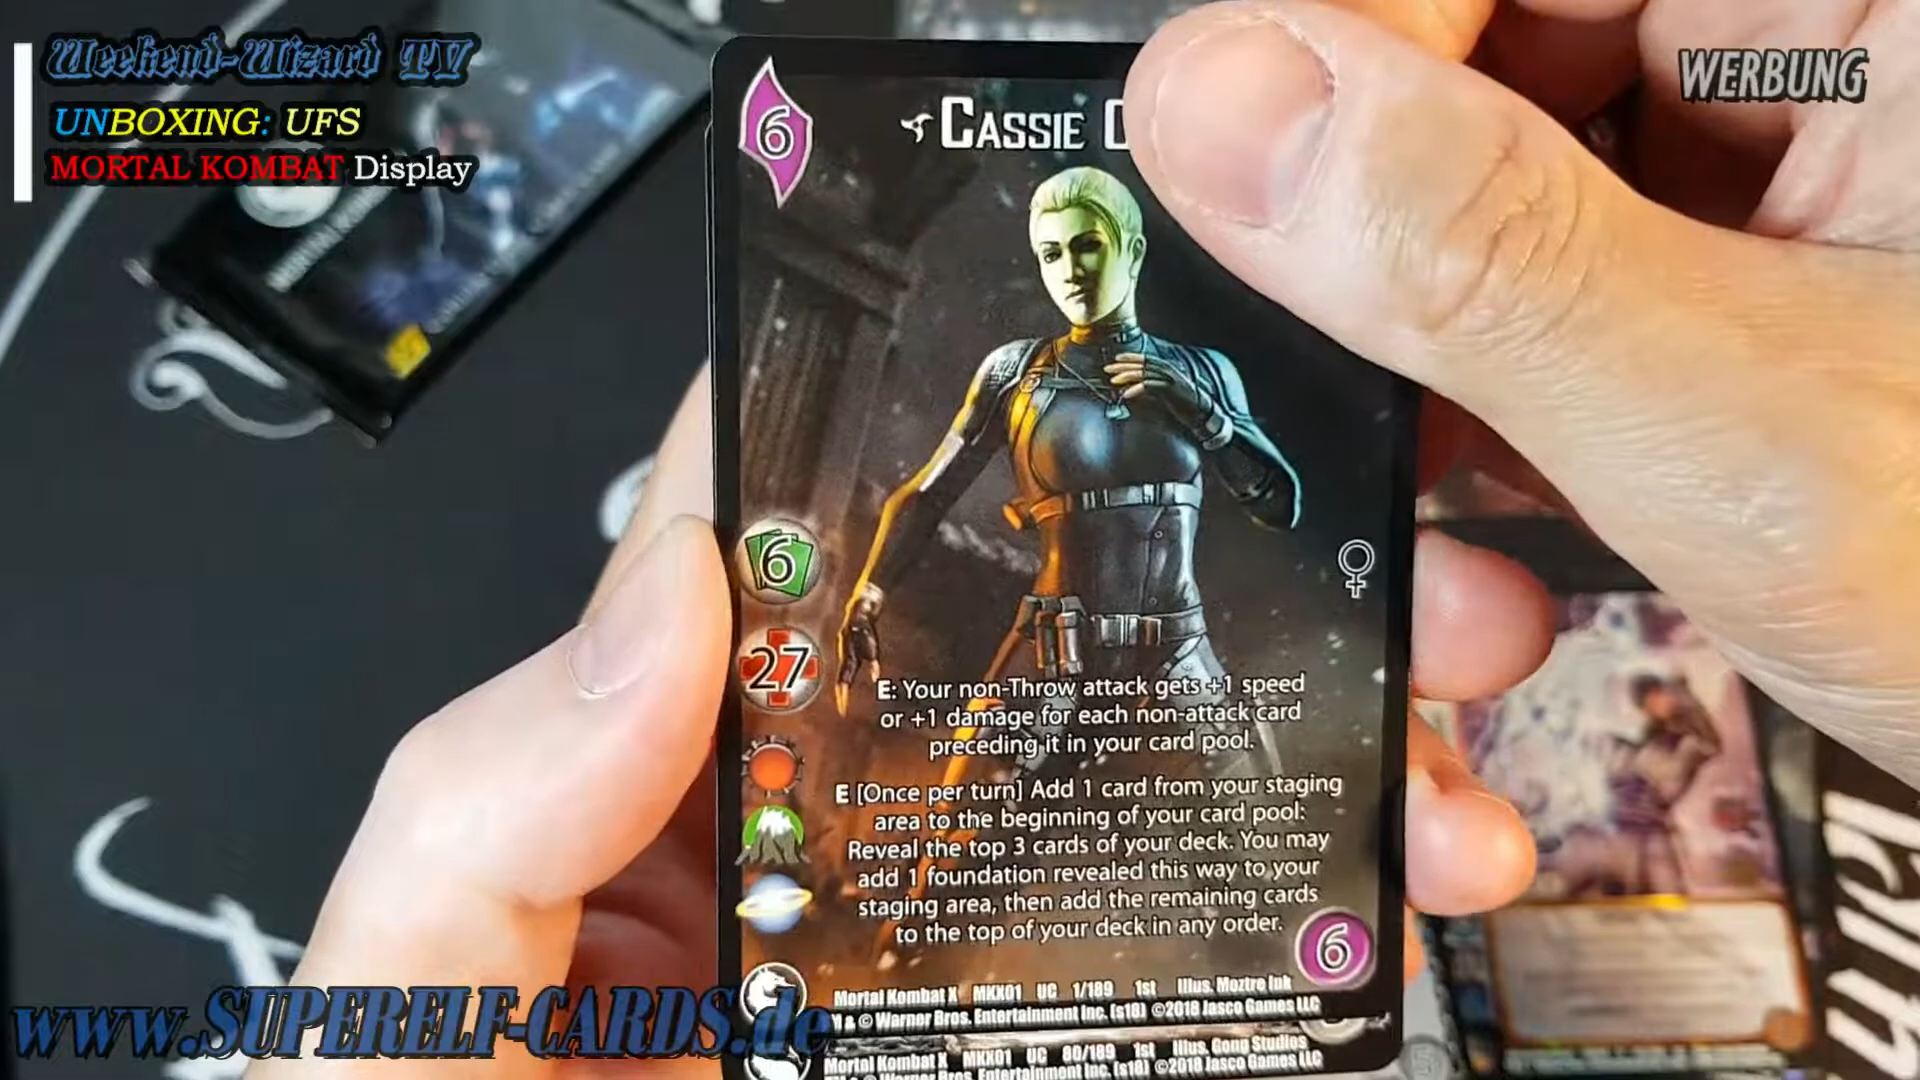 Weekend-Wizard TV
UNBOXING: UFS
MORTAL KOMBAT Display
WERBUNG
6
CASSIE
6
27
E: Your non-Throw attack gets +1 speed
or +1 damage for each non-attack card
preceding it in your card pool.
E [Once per turn] Add 1 card from your staging
area to the beginning of your card pool:
Reveal the top 3 cards of your deck. You may
add 1 foundation revealed this way to your
staging area, then add the remaining cards
to the top of your deck in any order.
6
Mortal Kombat X MKX01 UC 1/189 1st Illus. Moztre Ink
& © Warner Bros. Entertainment Inc. (s18) ©2018 Jasco Games LLC
Mortal Kombat X MKX01 UC 80/189 1st Illus. Gong Studios
© Warner Bros. Entertainment Inc. (s18) ©2018 Jasco Games LLC
www.SUPERELF-CARDS.de